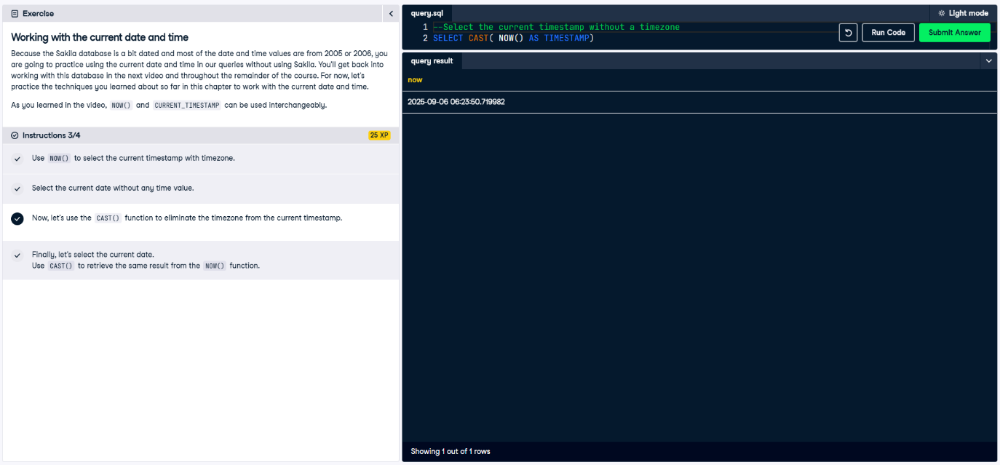 Exercise
Working with the current date and time
Because the Sakila database is a bit dated and most of the date and time values are from 2005 or 2006, you
are going to practice using the current date and time in our queries without using Sakila. You'll get back into
working with this database in the next video and throughout the remainder of the course. For now, let's
practice the techniques you learned about so far in this chapter to work with the current date and time.
As you learned in the video, NOW() and CURRENT_TIMESTAMP can be used interchangeably.
Instructions 3/4
25 XP
Use NOW() to select the current timestamp with timezone.
Select the current date without any time value.
Now, let's use the CAST() function to eliminate the timezone from the current timestamp.
Finally, let's select the current date.
Use CAST() to retrieve the same result from the NOW() function.
query.sql
Light mode
1 --Select the current timestamp without a timezone
2 SELECT CAST( NOW() AS TIMESTAMP)
Run Code
Submit Answer
query result
now
2025-09-06 06:23:50.719982
Showing 1 out of 1 rows